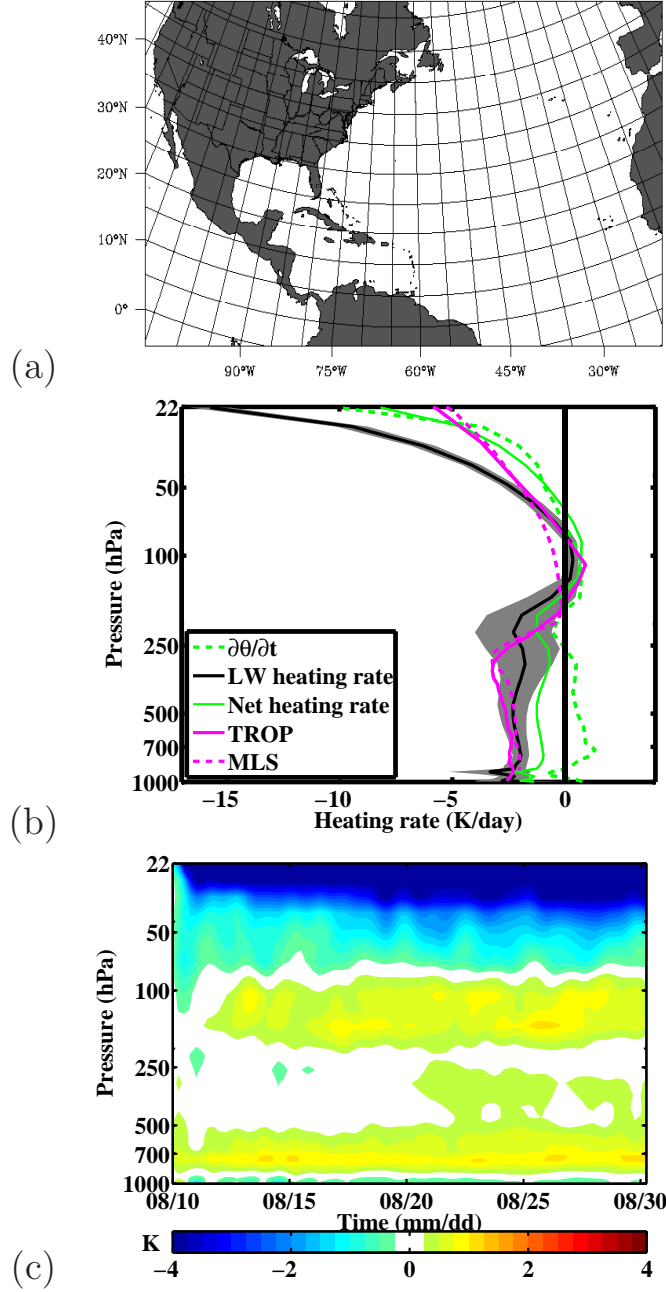 40°N
30°N
20°N
10°N
0°
90°W 75°W 60°W 45°W 30°W
(a)
22
50
100
250
500
700
1000
Pressure (hPa)
∂θ/∂t
LW heating rate
Net heating rate
TROP
MLS
−15 −10 −5 0
Heating rate (K/day)
(b)
22
50
100
250
500
700
1000
Pressure (hPa)
08/10 08/15 08/20 08/25 08/30
Time (mm/dd)
K
−4 −2 0 2 4
(c)